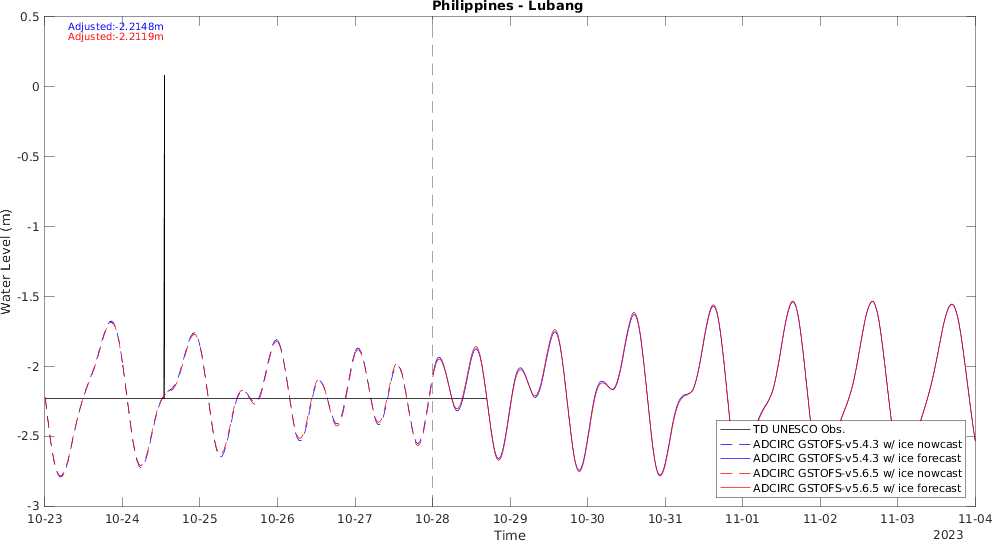 Philippines - Lubang
Adjusted:-2.2148m
Adjusted:-2.2119m
Water Level (m)
0.5
0
-0.5
-1
-1.5
-2
-2.5
-3
TD UNESCO Obs.
ADCIRC GSTOFS-v5.4.3 w/ ice nowcast
ADCIRC GSTOFS-v5.4.3 w/ ice forecast
ADCIRC GSTOFS-v5.6.5 w/ ice nowcast
ADCIRC GSTOFS-v5.6.5 w/ ice forecast
10-23 10-24 10-25 10-26 10-27 10-28 10-29 10-30 10-31 11-01 11-02 11-03 11-04
Time
2023